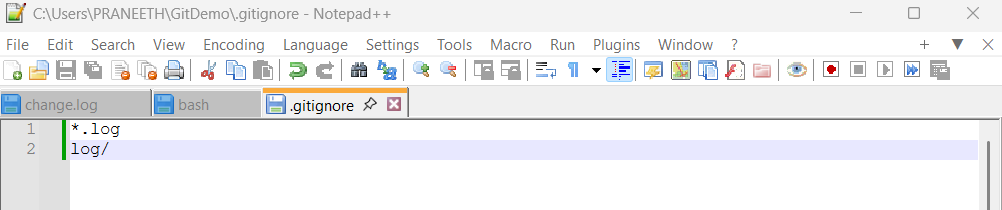 C:\Users\PRANEETH\GitDemo\.gitignore - Notepad++
File Edit Search View Encoding Language Settings Tools Macro Run Plugins Window ? + ▼ X
change.log bash .gitignore
1 *.log
2 log/